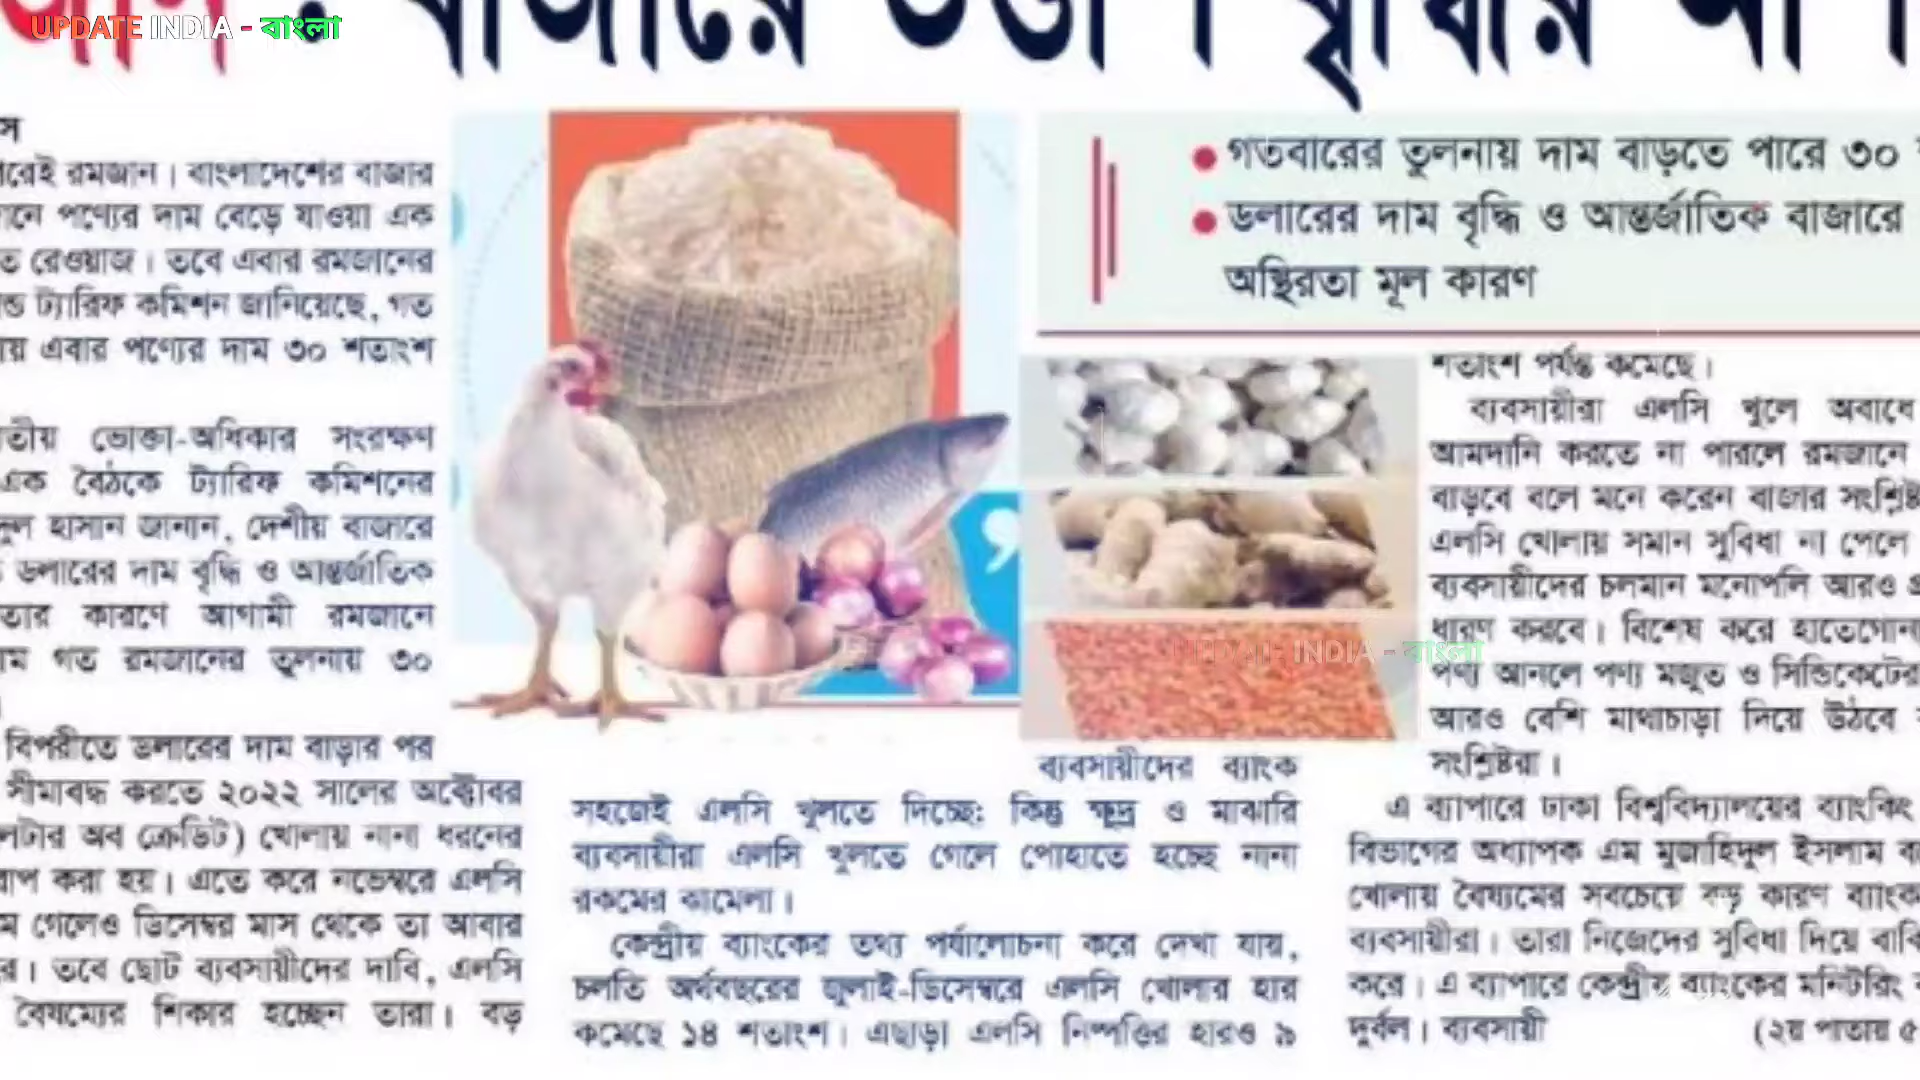 UPDATE INDIA - বাংলা
বাজারে
গতবারের তুলনায় দাম বাড়তে পারে ৩০
ডলারের দাম বৃদ্ধি ও আন্তর্জাতিক বাজারে
অস্থিরতা মূল কারণ
রমজান। বাংলাদেশের বাজার
পণ্যের দাম বেড়ে যাওয়া এক
রেওয়াজ। তবে এবার রমজানের
ট্যারিফ কমিশন জানিয়েছে, গত
এবার পণ্যের দাম ৩০ শতাংশ
ভোক্তা-অধিকার সংরক্ষণ
এক বৈঠকে ট্যারিফ কমিশনের
হাসান জানান, দেশীয় বাজারে
ডলারের দাম বৃদ্ধি ও আন্তর্জাতিক
কারণে আগামী রমজানে
গত রমজানের তুলনায় ৩০
বিপরীতে ডলারের দাম বাড়ার পর
সীমাবদ্ধ করতে ২০২২ সালের অক্টোবর
অব ক্রেডিট) খোলায় নানা ধরনের
করা হয়। এতে করে নভেম্বরে এলসি
গেলেও ডিসেম্বর মাস থেকে তা আবার
তবে ছোট ব্যবসায়ীদের দাবি, এলসি
বৈষম্যের শিকার হচ্ছেন তারা। বড়
ব্যবসায়ীদের ব্যাংক
সহজেই এলসি খুলতে দিচ্ছে; কিন্তু ক্ষুদ্র ও মাঝারি
ব্যবসায়ীরা এলসি খুলতে গেলে পোহাতে হচ্ছে নানা
রকমের ঝামেলা।
কেন্দ্রীয় ব্যাংকের তথ্য পর্যালোচনা করে দেখা যায়,
চলতি অর্থবছরের জুলাই-ডিসেম্বরে এলসি খোলার হার
কমেছে ১৪ শতাংশ। এছাড়া এলসি নিষ্পত্তির হারও ৯
শতাংশ পর্যন্ত কমেছে।
ব্যবসায়ীরা এলসি খুলে অবাধে
আমদানি করতে না পারলে রমজানে
বাড়বে বলে মনে করেন বাজার
এলসি খোলায় সমান সুবিধা না পেলে
ব্যবসায়ীদের চলমান মনোপলি আরও
ধারণ করবে। বিশেষ করে
পণ্য আনলে পণ্য মজুত ও সিন্ডিকেটের
আরও বেশি মাথাচাড়া দিয়ে উঠবে
সংশ্লিষ্টরা।
এ ব্যাপারে ঢাকা বিশ্ববিদ্যালয়ের ব্যাংকিং
বিভাগের অধ্যাপক এম মুজাহিদুল ইসলাম
খোলায় বৈষম্যের সবচেয়ে বড় কারণ
ব্যবসায়ীরা। তারা নিজেদের সুবিধা দিয়ে
করে। এ ব্যাপারে কেন্দ্রীয় ব্যাংকের মনিটরিং
দুর্বল। ব্যবসায়ী (২য় পাতায় ৫
UPDATE INDIA - বাংলা